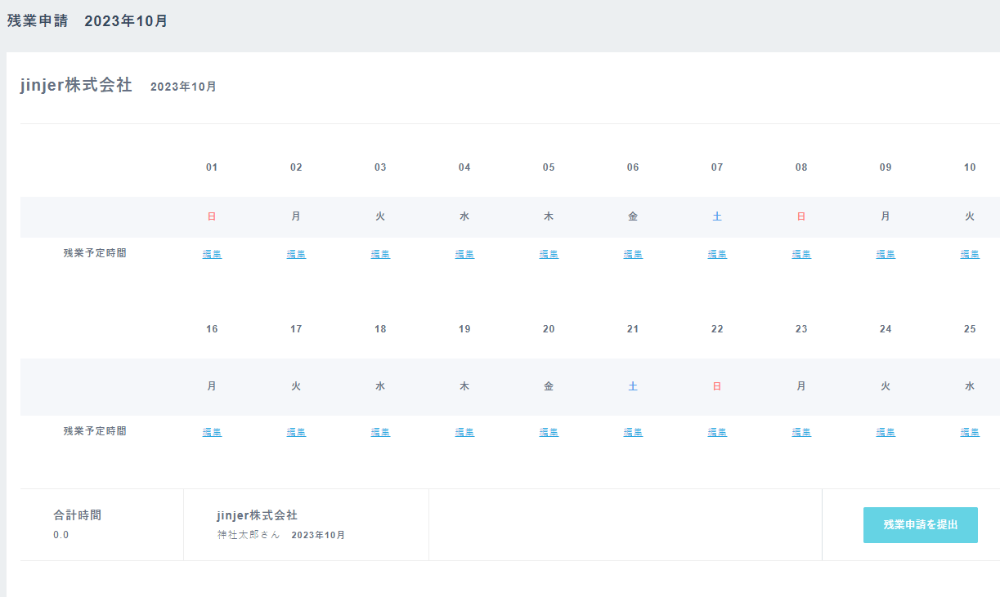 残業申請 2023年10月
jinjer株式会社 2023年10月
01 02 03 04 05 06 07 08 09 10
日 月 火 水 木 金 土 日 月 火
残業予定時間 編集 編集 編集 編集 編集 編集 編集 編集 編集 編集
16 17 18 19 20 21 22 23 24 25
月 火 水 木 金 土 日 月 火 水
残業予定時間 編集 編集 編集 編集 編集 編集 編集 編集 編集 編集
合計時間
0.0
jinjer株式会社
神社太郎さん 2023年10月
残業申請を提出